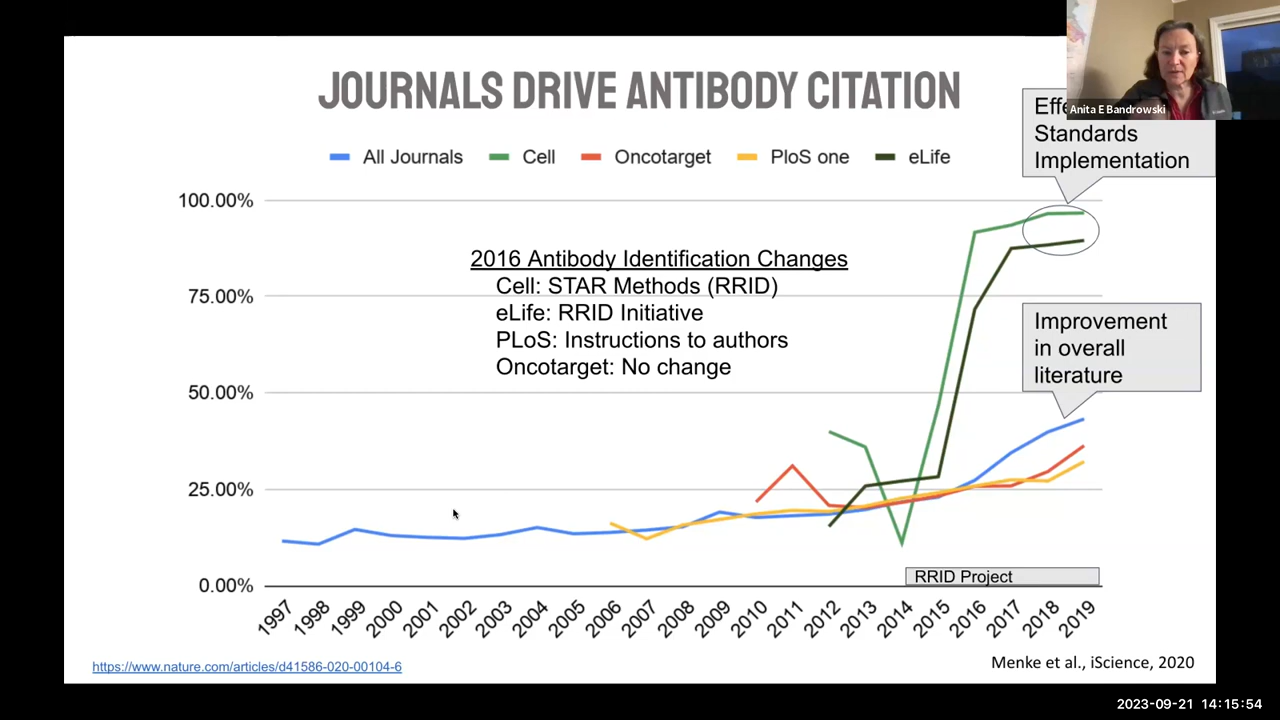 JOURNALS DRIVE ANTIBODY CITATION
Anita E Bandrowski
Standards
Implementation
All Journals
Cell
Oncotarget
PloS one
eLife
100.00%
75.00%
50.00%
25.00%
0.00%
2016 Antibody Identification Changes
Cell: STAR Methods (RRID)
eLife: RRID Initiative
PLoS: Instructions to authors
Oncotarget: No change
Improvement
in overall
literature
RRID Project
1997
1998
1999
2000
2001
2002
2003
2004
2005
2006
2007
2008
2009
2010
2011
2012
2013
2014
2015
2016
2017
2018
2019
https://www.nature.com/articles/d41586-020-00104-6
Menke et al., iScience, 2020
2023-09-21 14:15:54